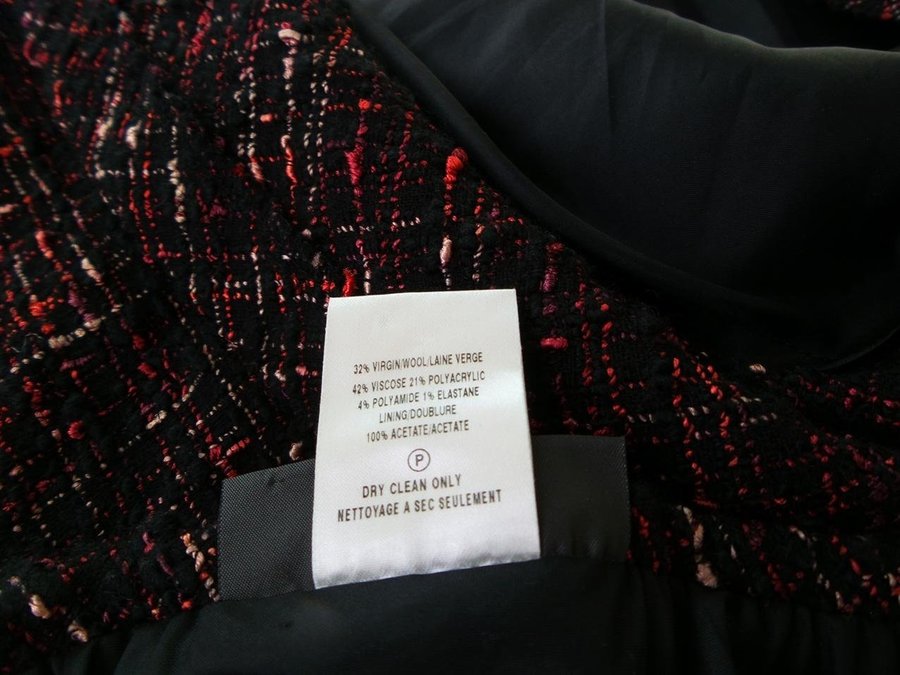 32% VIRGIN/WOOL/LAINE VERGE
42% VISCOSE 21% POLYACRYLIC
4% POLYAMIDE 1% ELASTANE
LINING/DOUBLURE
100% ACETATE/ACETATE
P
DRY CLEAN ONLY
NETTOYAGE A SEC SEULEMENT